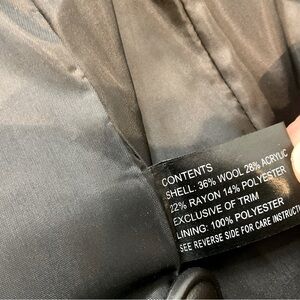 CONTENTS
SHELL: 36% WOOL 28% ACRYLIC
22% RAYON 14% POLYESTER
EXCLUSIVE OF TRIM
LINING: 100% POLYESTER
SEE REVERSE SIDE FOR CARE INSTRUCTI